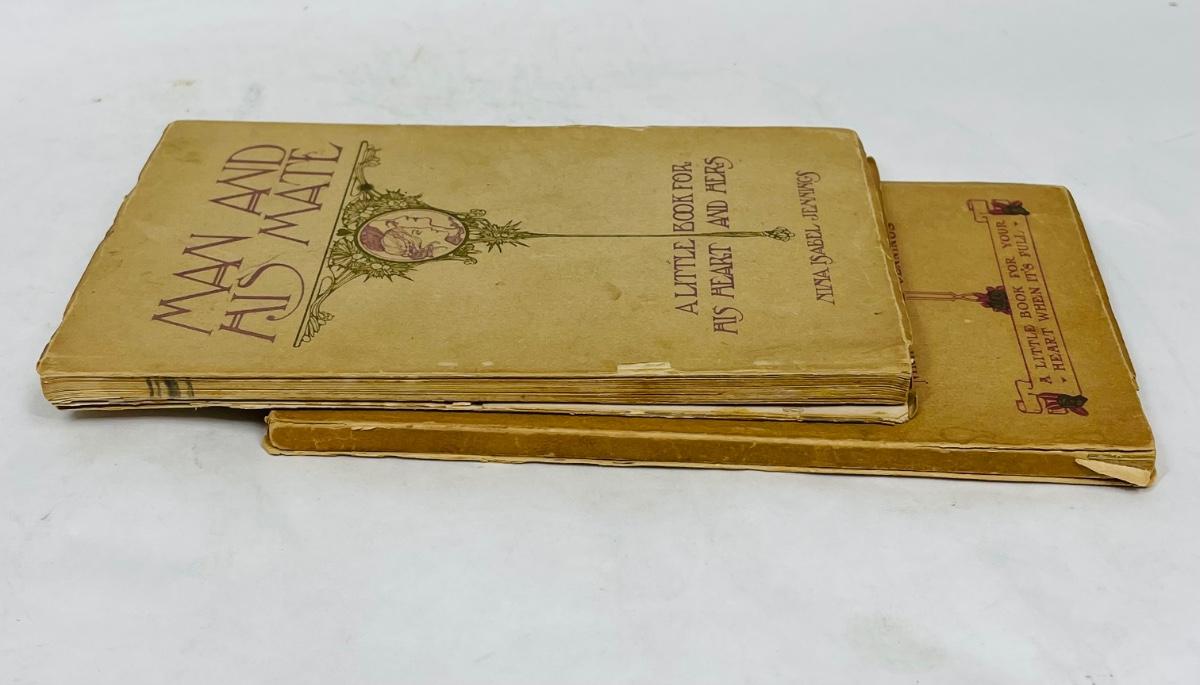 MAN AND
HIS MATE
A LITTLE BOOK FOR
HIS HEART AND HERS
NINA ISABEL JENNINGS
JENNINGS
A LITTLE BOOK FOR YOUR
HEART WHEN IT'S FULL